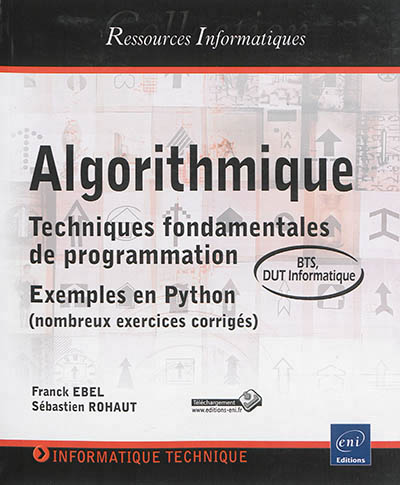 Ressources Informatiques
Algorithmique
Techniques fondamentales
de programmation
BTS,
DUT Informatique
Exemples en Python
(nombreux exercices corrigés)
Franck EBEL
Sébastien ROHAUT
Téléchargement
www.editions-eni.fr
eni
Editions
INFORMATIQUE TECHNIQUE